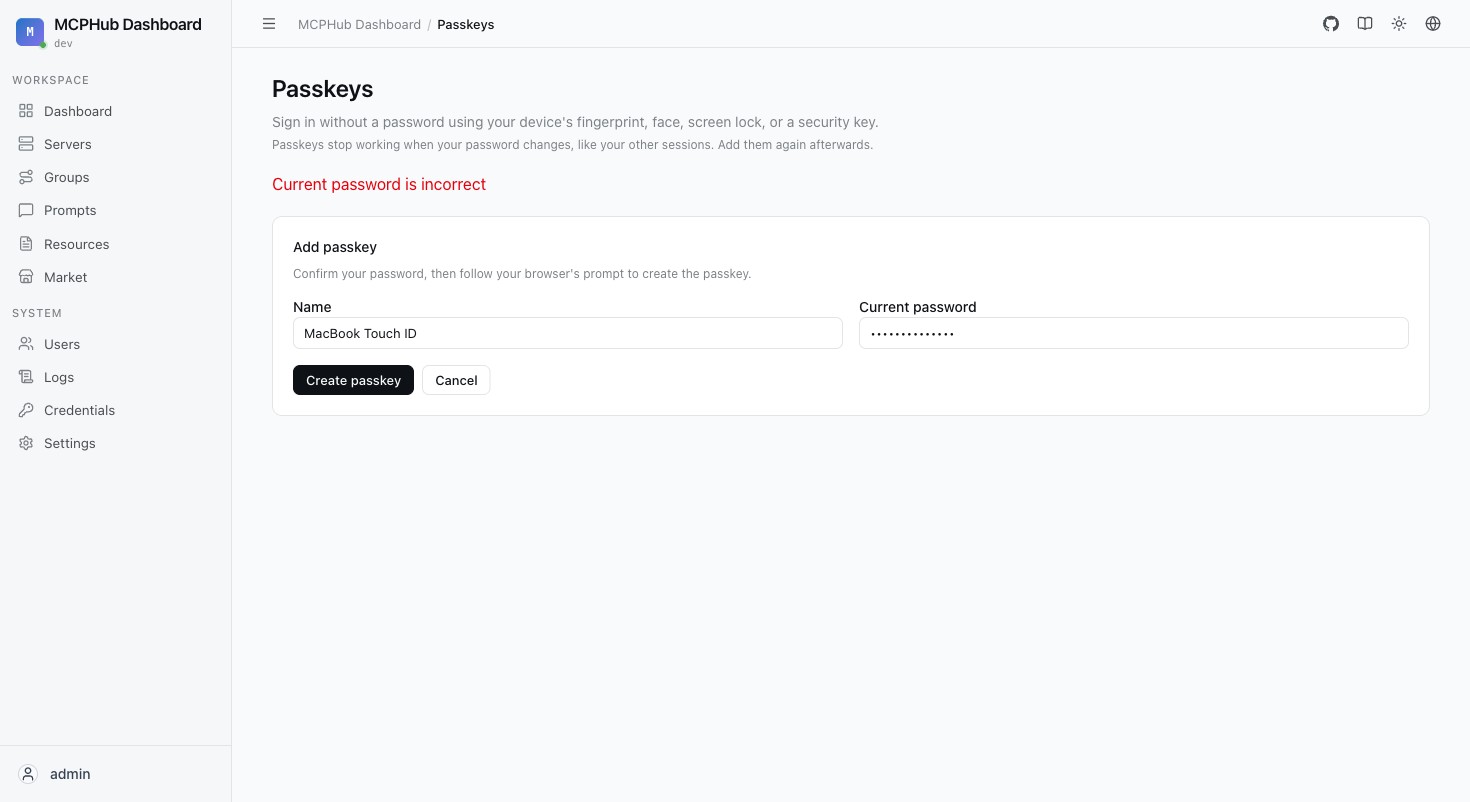 M
MCPHub Dashboard
dev
WORKSPACE
Dashboard
Servers
Groups
Prompts
Resources
Market
SYSTEM
Users
Logs
Credentials
Settings
admin
MCPHub Dashboard / Passkeys
Passkeys
Sign in without a password using your device's fingerprint, face, screen lock, or a security key.
Passkeys stop working when your password changes, like your other sessions. Add them again afterwards.
Current password is incorrect
Add passkey
Confirm your password, then follow your browser's prompt to create the passkey.
Name
Current password
MacBook Touch ID
••••••••••••••
Create passkey
Cancel